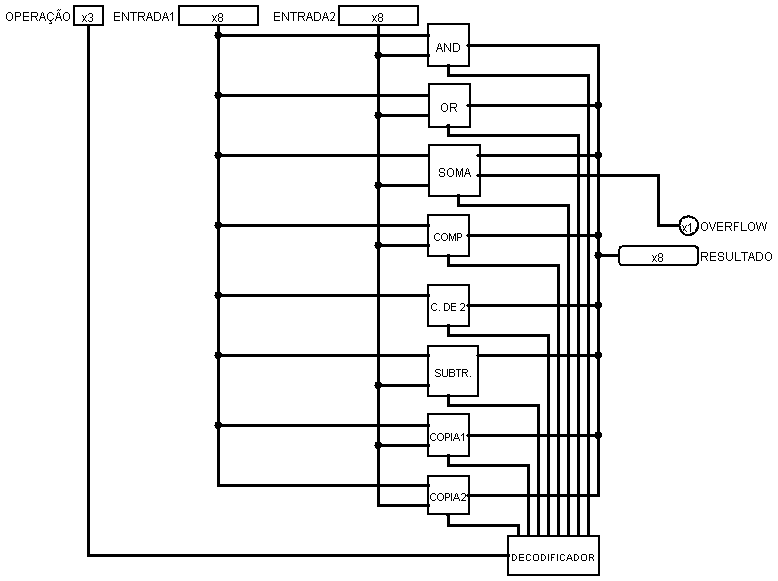 OPERAÇÃO x3 ENTRADA1 x8 ENTRADA2 x8
AND
OR
SOMA
x1 OVERFLOW
COMP
x8 RESULTADO
C. DE 2
SUBTR.
COPIA1
COPIA2
DECODIFICADOR